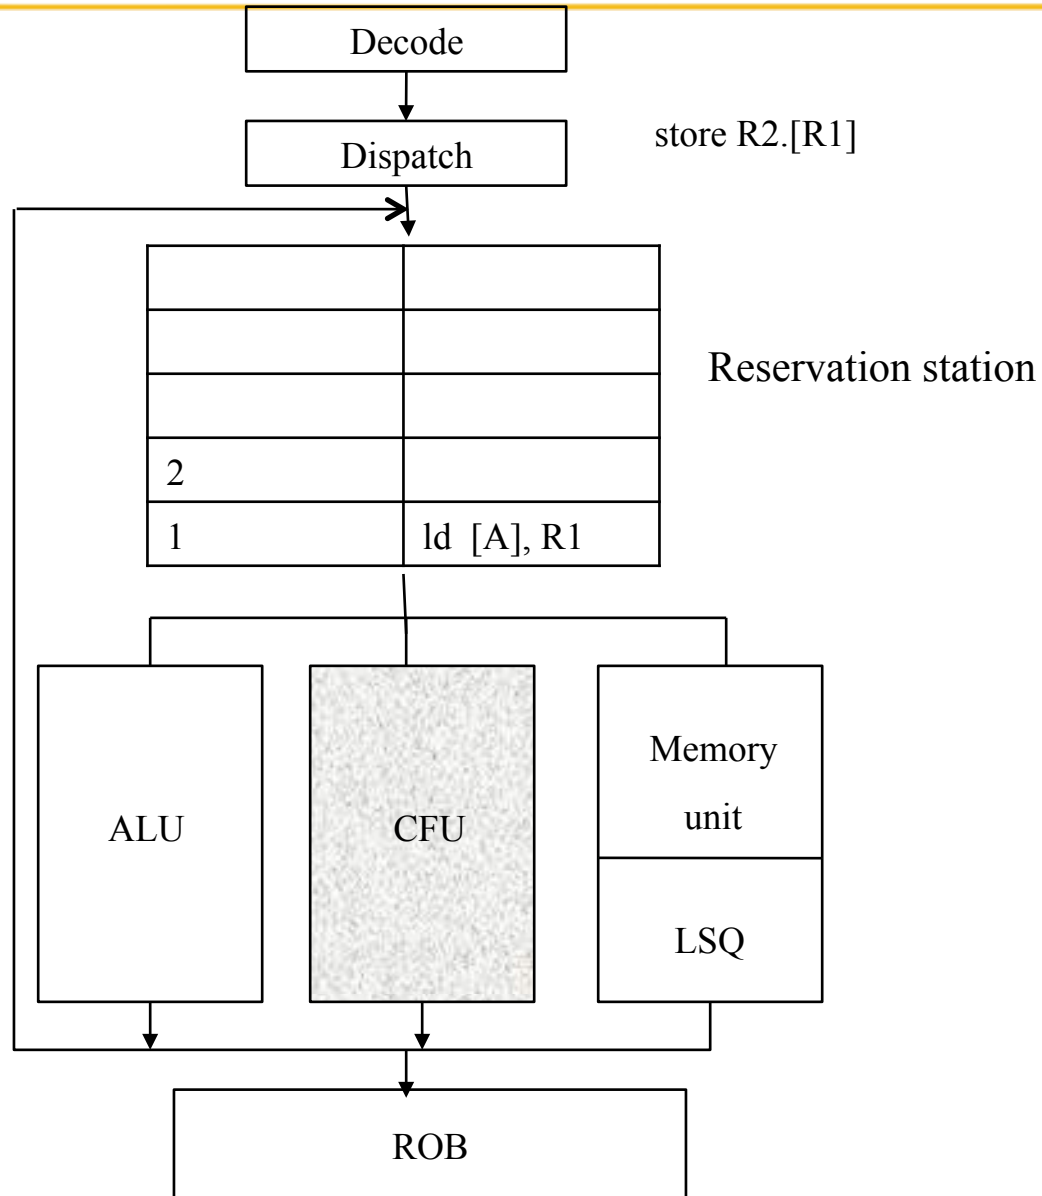 Decode
store R2.[R1]
Dispatch
Reservation station
2
1 ld [A], R1
Memory
unit
ALU
CFU
LSQ
ROB